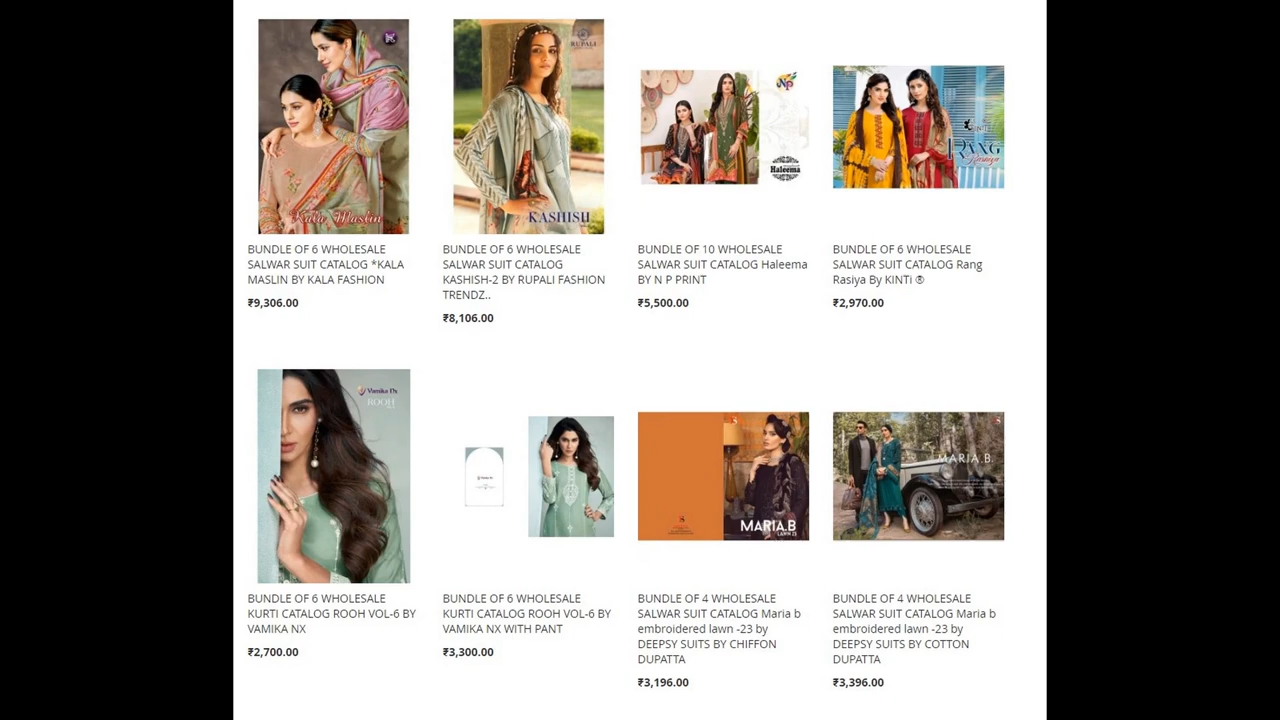 Kala Maslin
RUPALI
KASHISH
Np
Haleema
RANG
Rasiya
BUNDLE OF 6 WHOLESALE
SALWAR SUIT CATALOG *KALA
MASLIN BY KALA FASHION
₹9,306.00
BUNDLE OF 6 WHOLESALE
SALWAR SUIT CATALOG
KASHISH-2 BY RUPALI FASHION
TRENDZ..
₹8,106.00
BUNDLE OF 10 WHOLESALE
SALWAR SUIT CATALOG Haleema
BY N P PRINT
₹5,500.00
BUNDLE OF 6 WHOLESALE
SALWAR SUIT CATALOG Rang
Rasiya By KINTi ®
₹2,970.00
Vamika Nx
ROOH
MARIA.B
LAWN 23
MARIA.B.
BUNDLE OF 6 WHOLESALE
KURTI CATALOG ROOH VOL-6 BY
VAMIKA NX
₹2,700.00
BUNDLE OF 6 WHOLESALE
KURTI CATALOG ROOH VOL-6 BY
VAMIKA NX WITH PANT
₹3,300.00
BUNDLE OF 4 WHOLESALE
SALWAR SUIT CATALOG Maria b
embroidered lawn -23 by
DEEPSY SUITS BY CHIFFON
DUPATTA
₹3,196.00
BUNDLE OF 4 WHOLESALE
SALWAR SUIT CATALOG Maria b
embroidered lawn -23 by
DEEPSY SUITS BY COTTON
DUPATTA
₹3,396.00